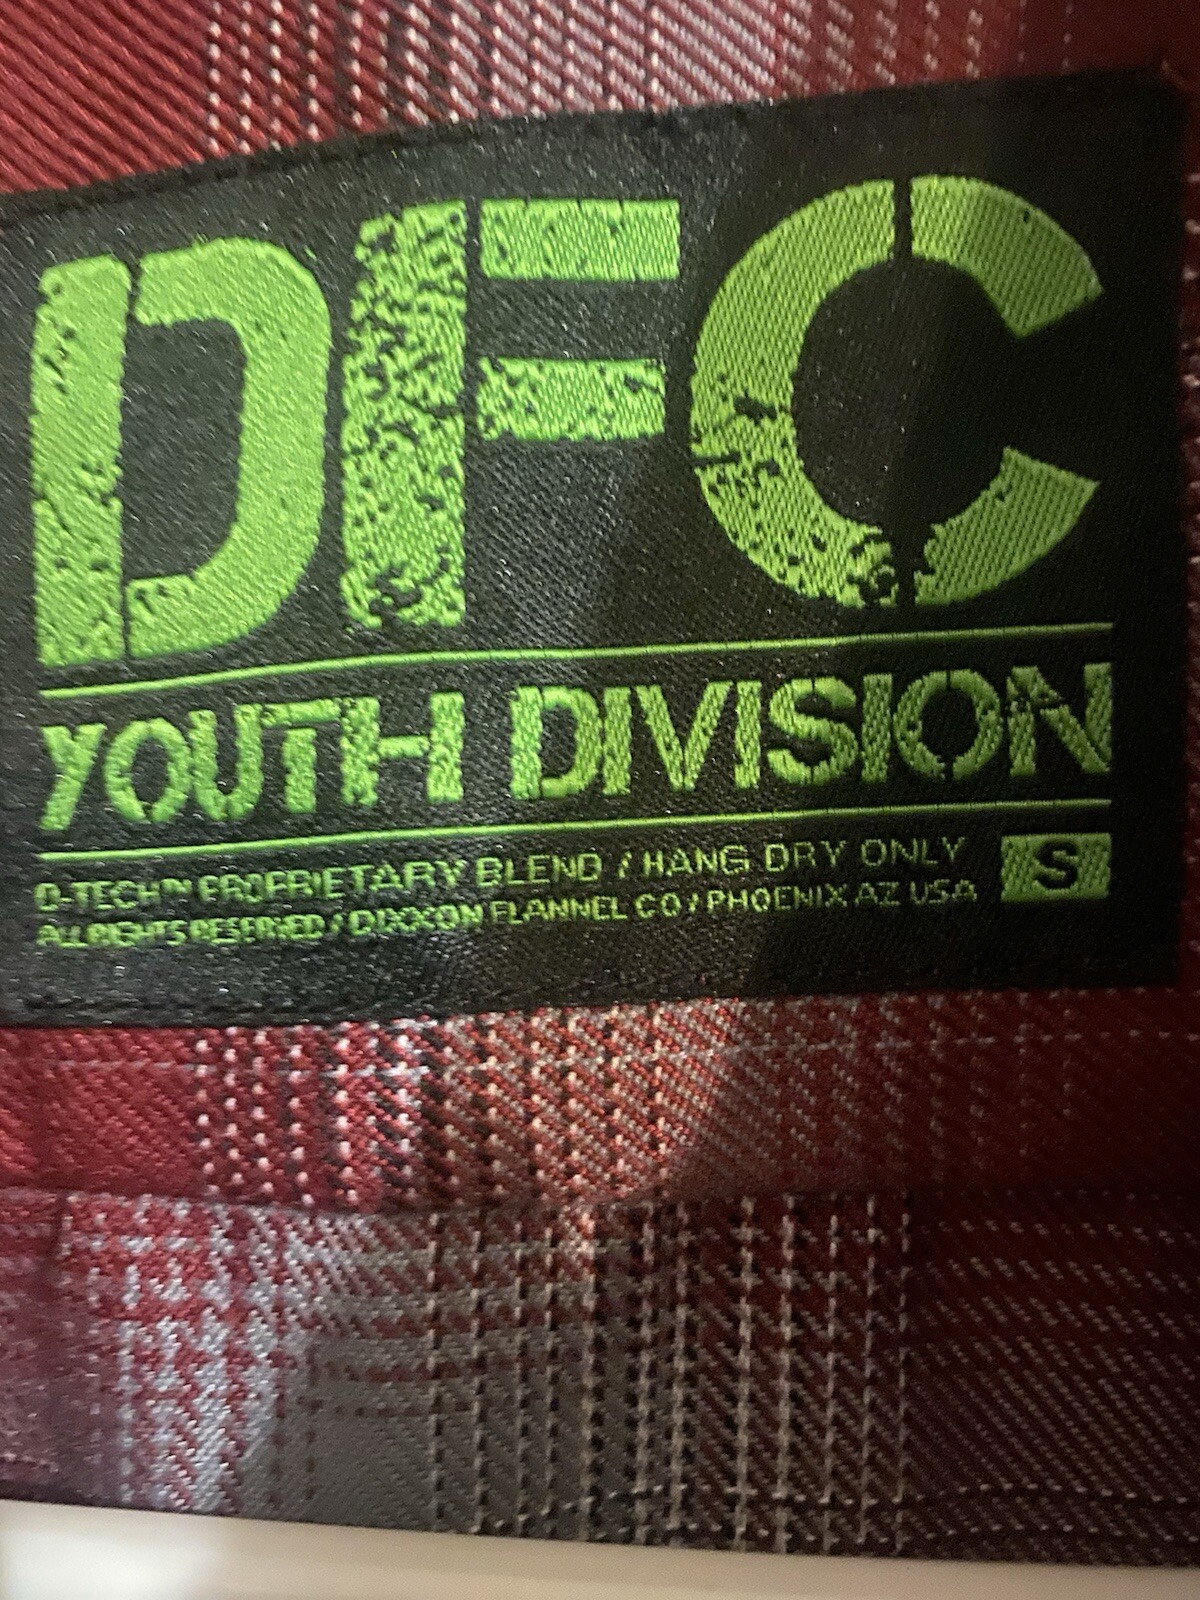 DFC
YOUTH DIVISION
D-TECH™ PROPRIETARY BLEND / HANG DRY ONLY
S
ALL RIGHTS RESERVED / DIXXON FLANNEL CO / PHOENIX AZ USA